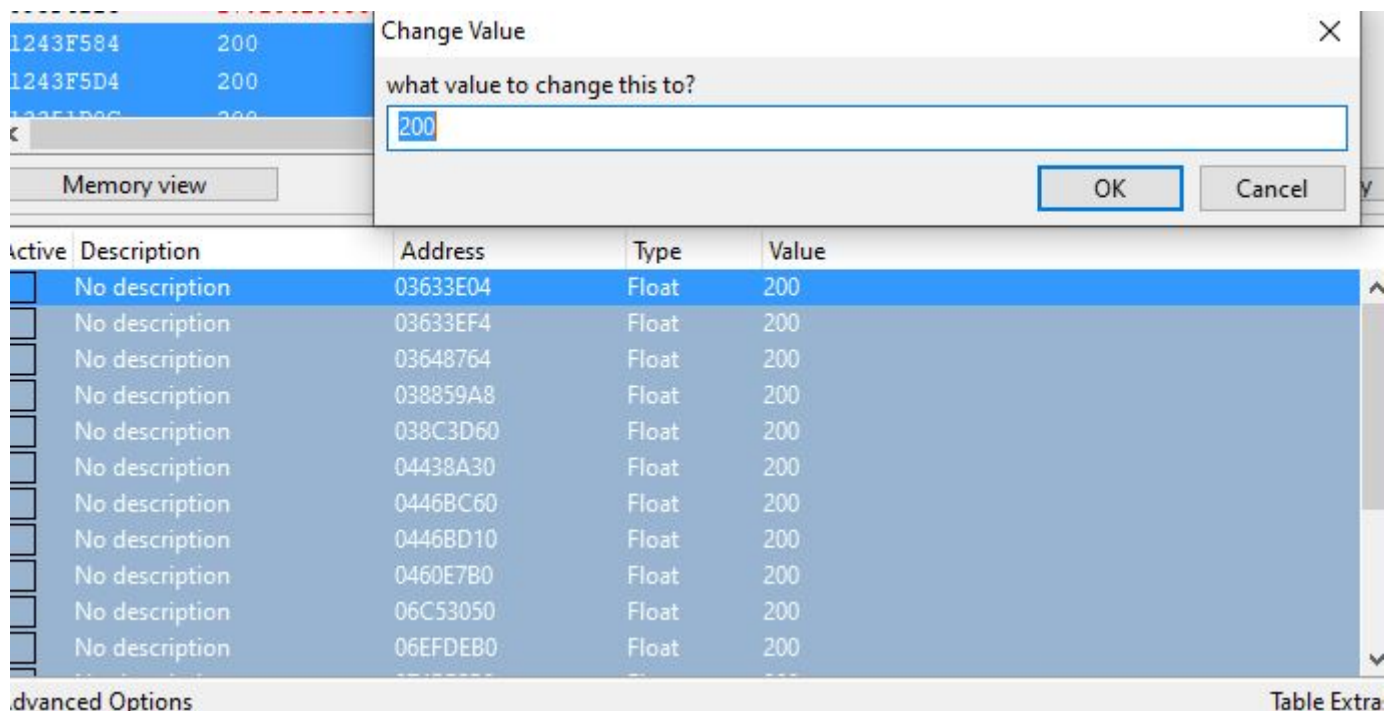 1243F584 200
1243F5D4 200
Change Value
what value to change this to?
200
OK Cancel
Memory view
Active Description Address Type Value
No description 03633E04 Float 200
No description 03633EF4 Float 200
No description 03648764 Float 200
No description 038859A8 Float 200
No description 038C3D60 Float 200
No description 04438A30 Float 200
No description 0446BC60 Float 200
No description 0446BD10 Float 200
No description 0460E7B0 Float 200
No description 06C53050 Float 200
No description 06EFDEB0 Float 200
dvanced Options Table Extra